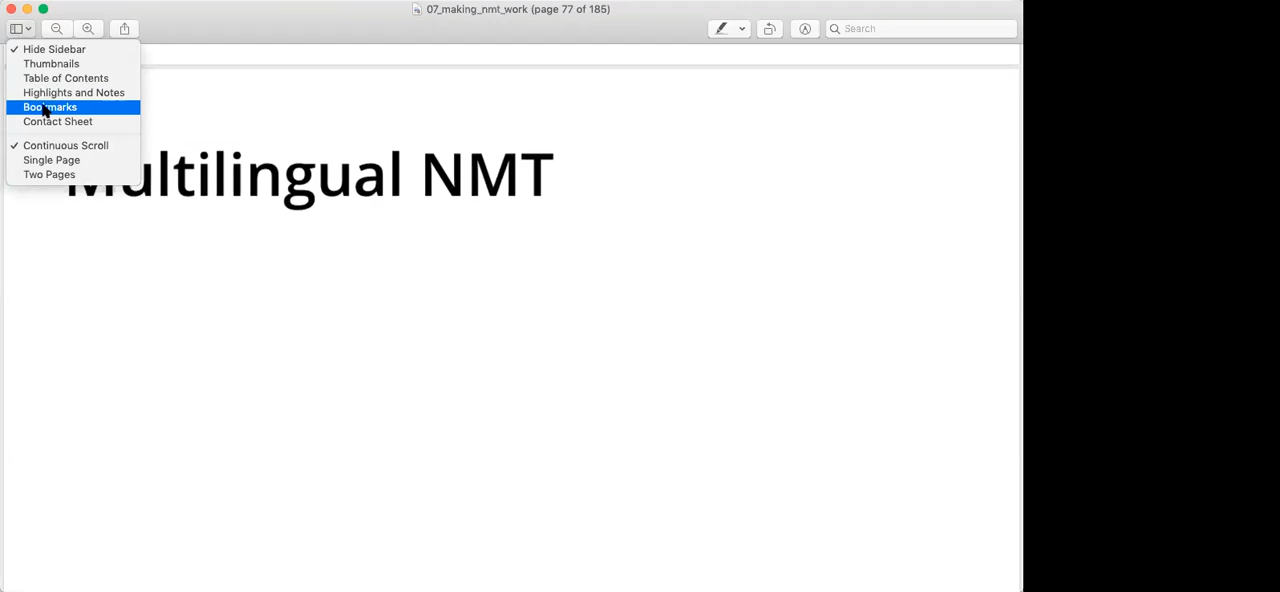 07_making_nmt_work (page 77 of 185)
Search
Hide Sidebar
Thumbnails
Table of Contents
Highlights and Notes
Bookmarks
Contact Sheet
Continuous Scroll
Single Page
Two Pages
Multilingual NMT